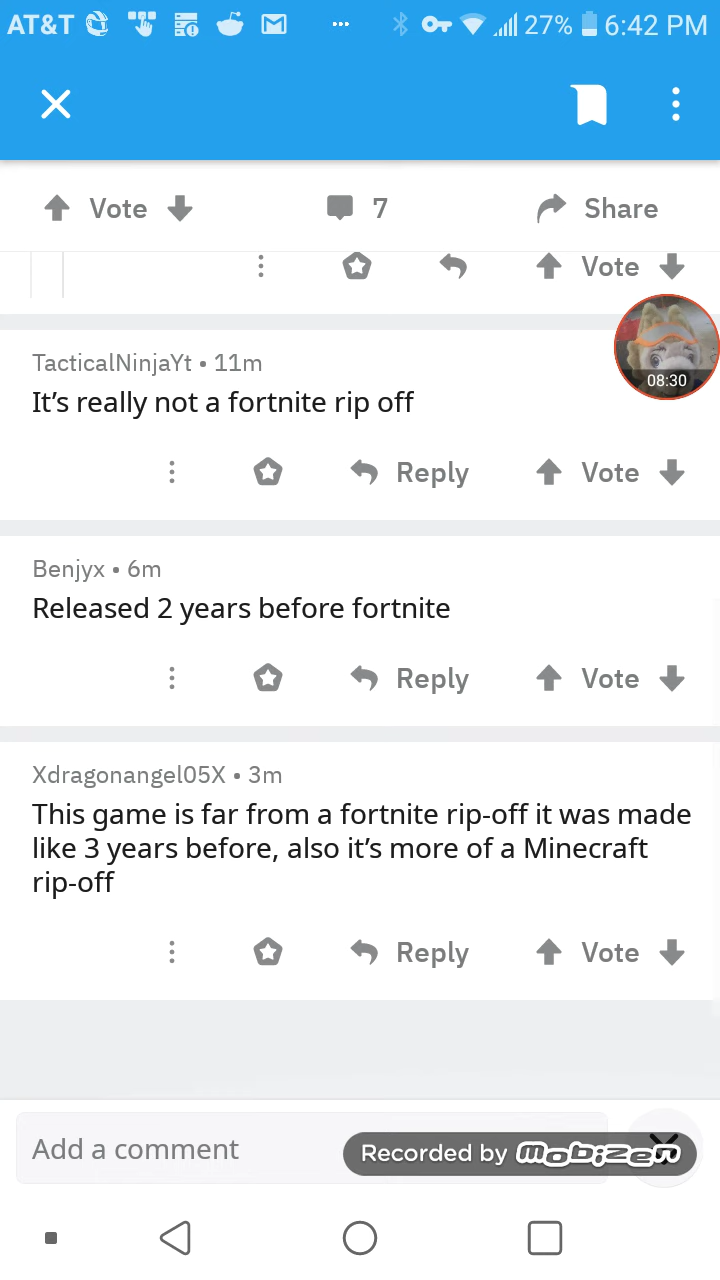 AT&T 27% 6:42 PM
Vote 7 Share
Vote
TacticalNinjaYt • 11m
08:30
It's really not a fortnite rip off
Reply Vote
Benjyx • 6m
Released 2 years before fortnite
Reply Vote
Xdragonangel05X • 3m
This game is far from a fortnite rip-off it was made
like 3 years before, also it's more of a Minecraft
rip-off
Reply Vote
Add a comment
Recorded by mobizen